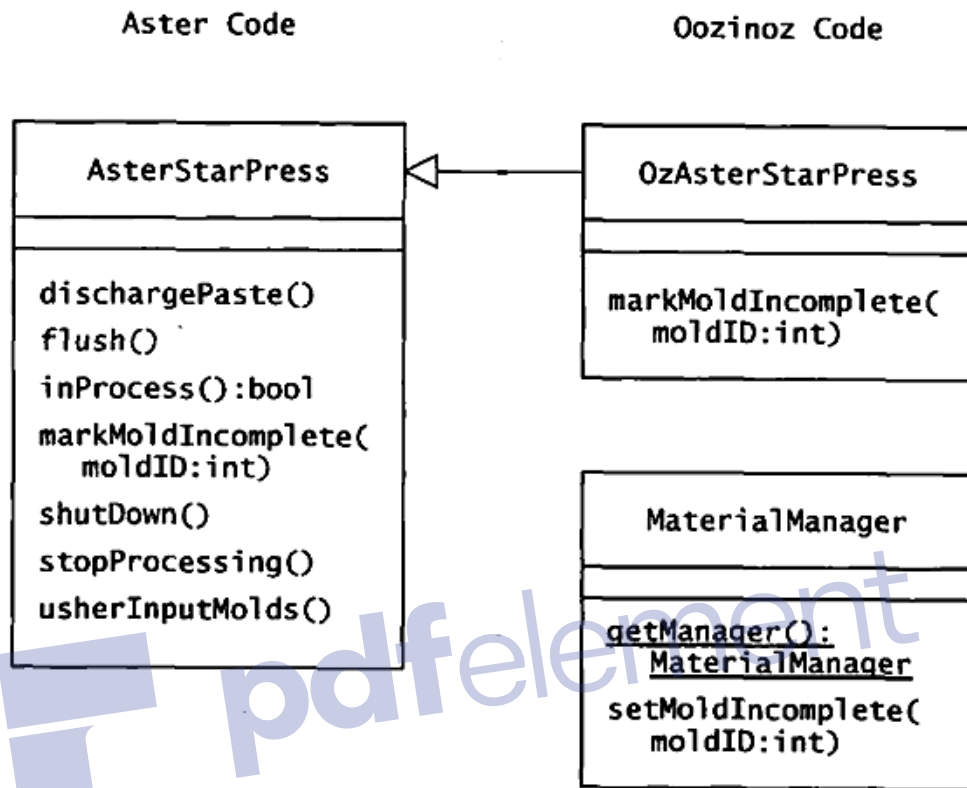 Aster Code
Oozinoz Code
AsterStarPress
dischargePaste()
flush()
inProcess():bool
markMoldIncomplete(
moldID:int)
shutDown()
stopProcessing()
usherInputMolds()
OzAsterStarPress
markMoldIncomplete(
moldID:int)
MaterialManager
getManager():
MaterialManager
setMoldIncomplete(
moldID:int)
pdfelement